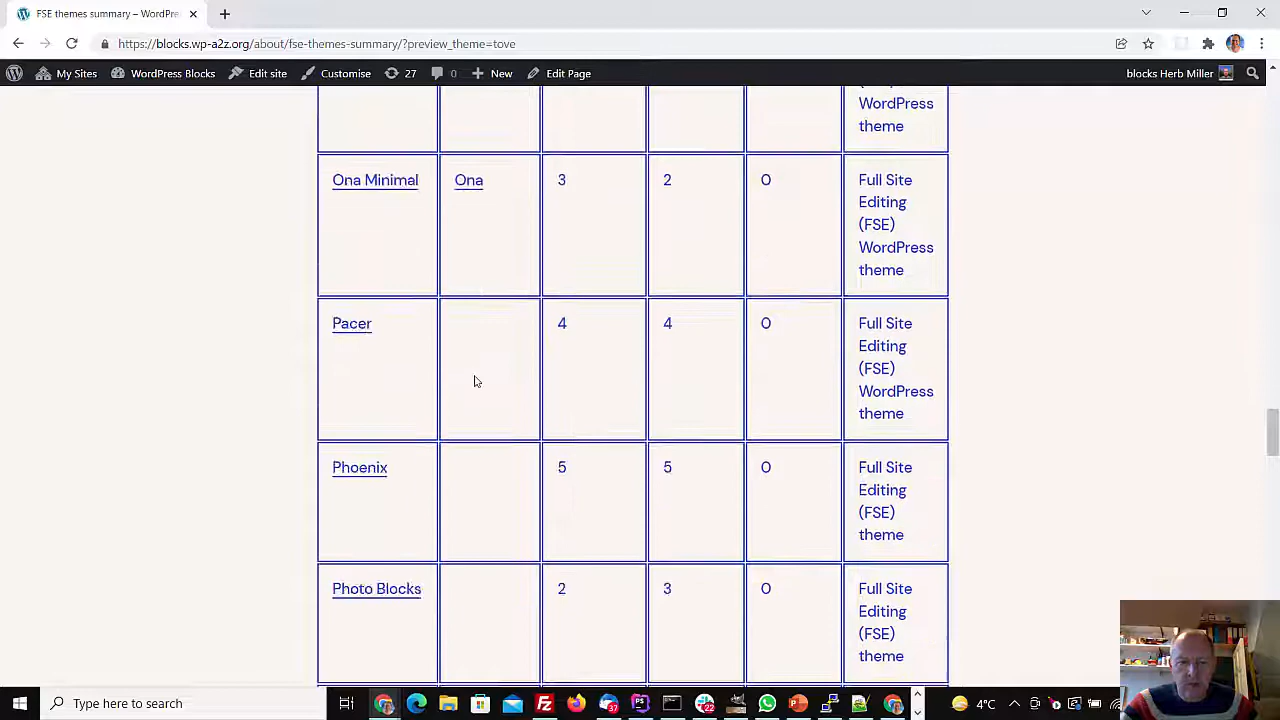 FSE themes summary – WordPre
https://blocks.wp-a2z.org/about/fse-themes-summary/?preview_theme=tove
My Sites WordPress Blocks Edit site Customise 27 0 New Edit Page blocks Herb Miller
WordPress
theme
Ona Minimal Ona 3 2 0 Full Site
Editing
(FSE)
WordPress
theme
Pacer 4 4 0 Full Site
Editing
(FSE)
WordPress
theme
Phoenix 5 5 0 Full Site
Editing
(FSE)
theme
Photo Blocks 2 3 0 Full Site
Editing
(FSE)
theme
Type here to search 37 22 4°C